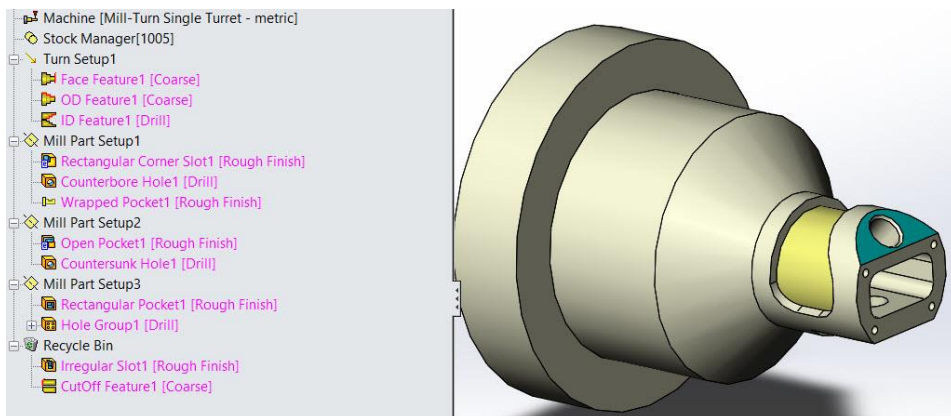 Machine [Mill-Turn Single Turret - metric]
Stock Manager[1005]
Turn Setup1
Face Feature1 [Coarse]
OD Feature1 [Coarse]
ID Feature1 [Drill]
Mill Part Setup1
Rectangular Corner Slot1 [Rough Finish]
Counterbore Hole1 [Drill]
Wrapped Pocket1 [Rough Finish]
Mill Part Setup2
Open Pocket1 [Rough Finish]
Countersunk Hole1 [Drill]
Mill Part Setup3
Rectangular Pocket1 [Rough Finish]
Hole Group1 [Drill]
Recycle Bin
Irregular Slot1 [Rough Finish]
CutOff Feature1 [Coarse]